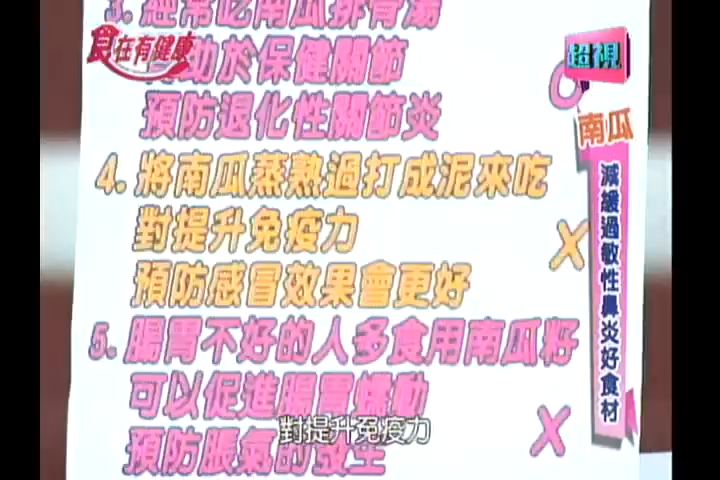 3. 經常吃南瓜排骨湯
助於保健關節
預防退化性關節炎
4. 將南瓜蒸熟過打成泥來吃
對提升免疫力
預防感冒效果會更好
X
5. 腸胃不好的人多食用南瓜籽
可以促進腸胃蠕動
預防脹氣的發生
X
對提升免疫力
食在有健康
超視
南瓜
減緩過敏性鼻炎好食材